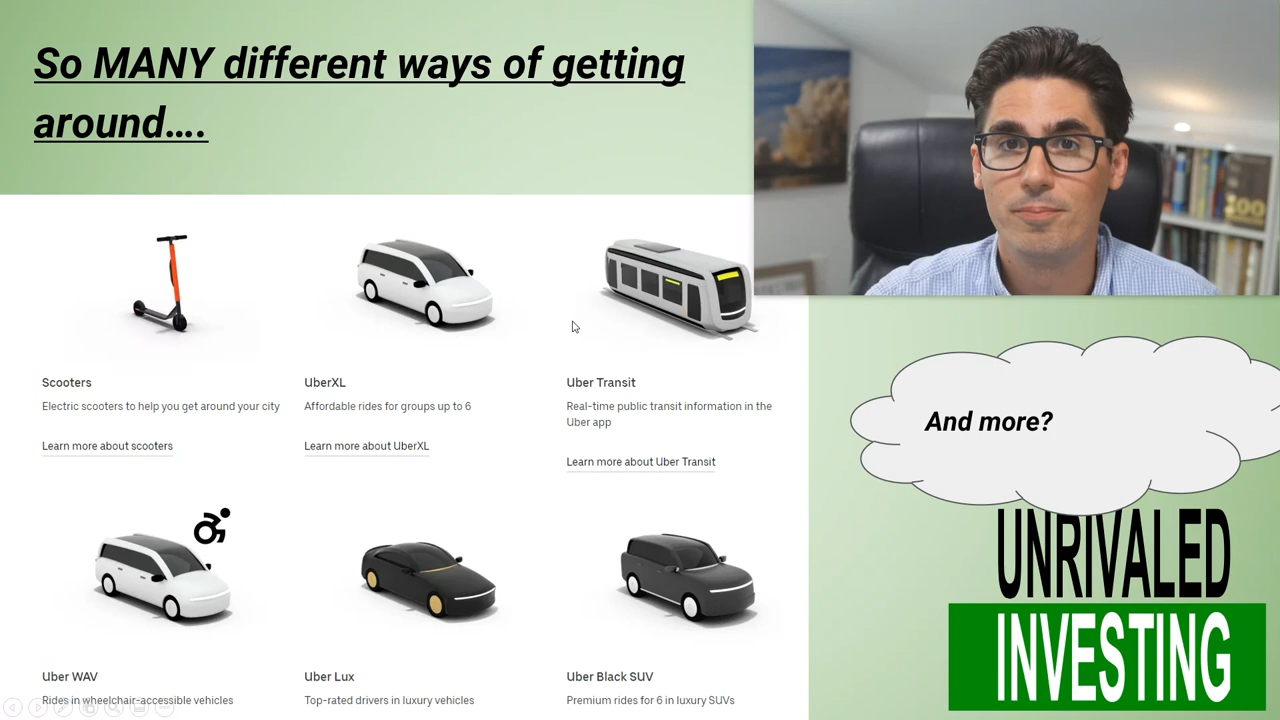 So MANY different ways of getting
around....
Scooters
Electric scooters to help you get around your city
Learn more about scooters
UberXL
Affordable rides for groups up to 6
Learn more about UberXL
Uber Transit
Real-time public transit information in the
Uber app
Learn more about Uber Transit
Uber WAV
Rides in wheelchair-accessible vehicles
Uber Lux
Top-rated drivers in luxury vehicles
Uber Black SUV
Premium rides for 6 in luxury SUVs
And more?
UNRIVALED
INVESTING